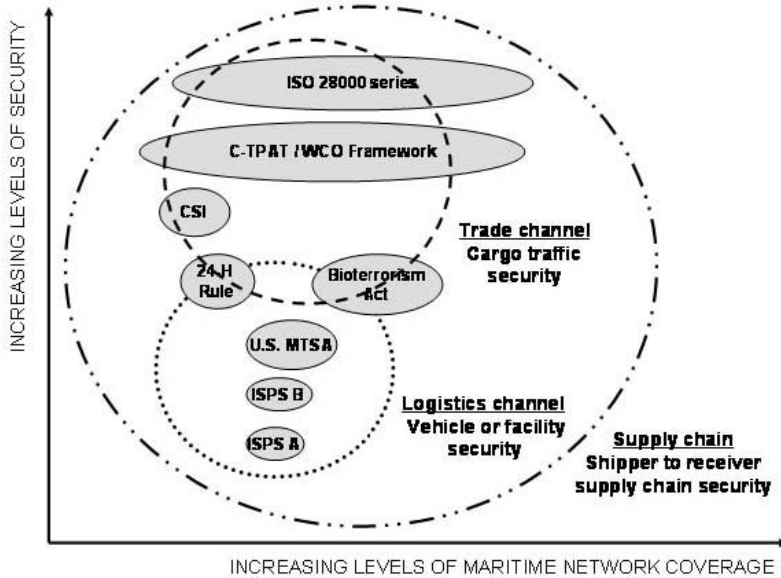 INCREASING LEVELS OF SECURITY
ISO 28000 series
C-TPAT / WCO Framework
CSI
Trade channel
Cargo traffic
security
24-H
Rule
Bioterrorism
Act
U.S. MTSA
ISPS B
ISPS A
Logistics channel
Vehicle or facility
security
Supply chain
Shipper to receiver
supply chain security
INCREASING LEVELS OF MARITIME NETWORK COVERAGE